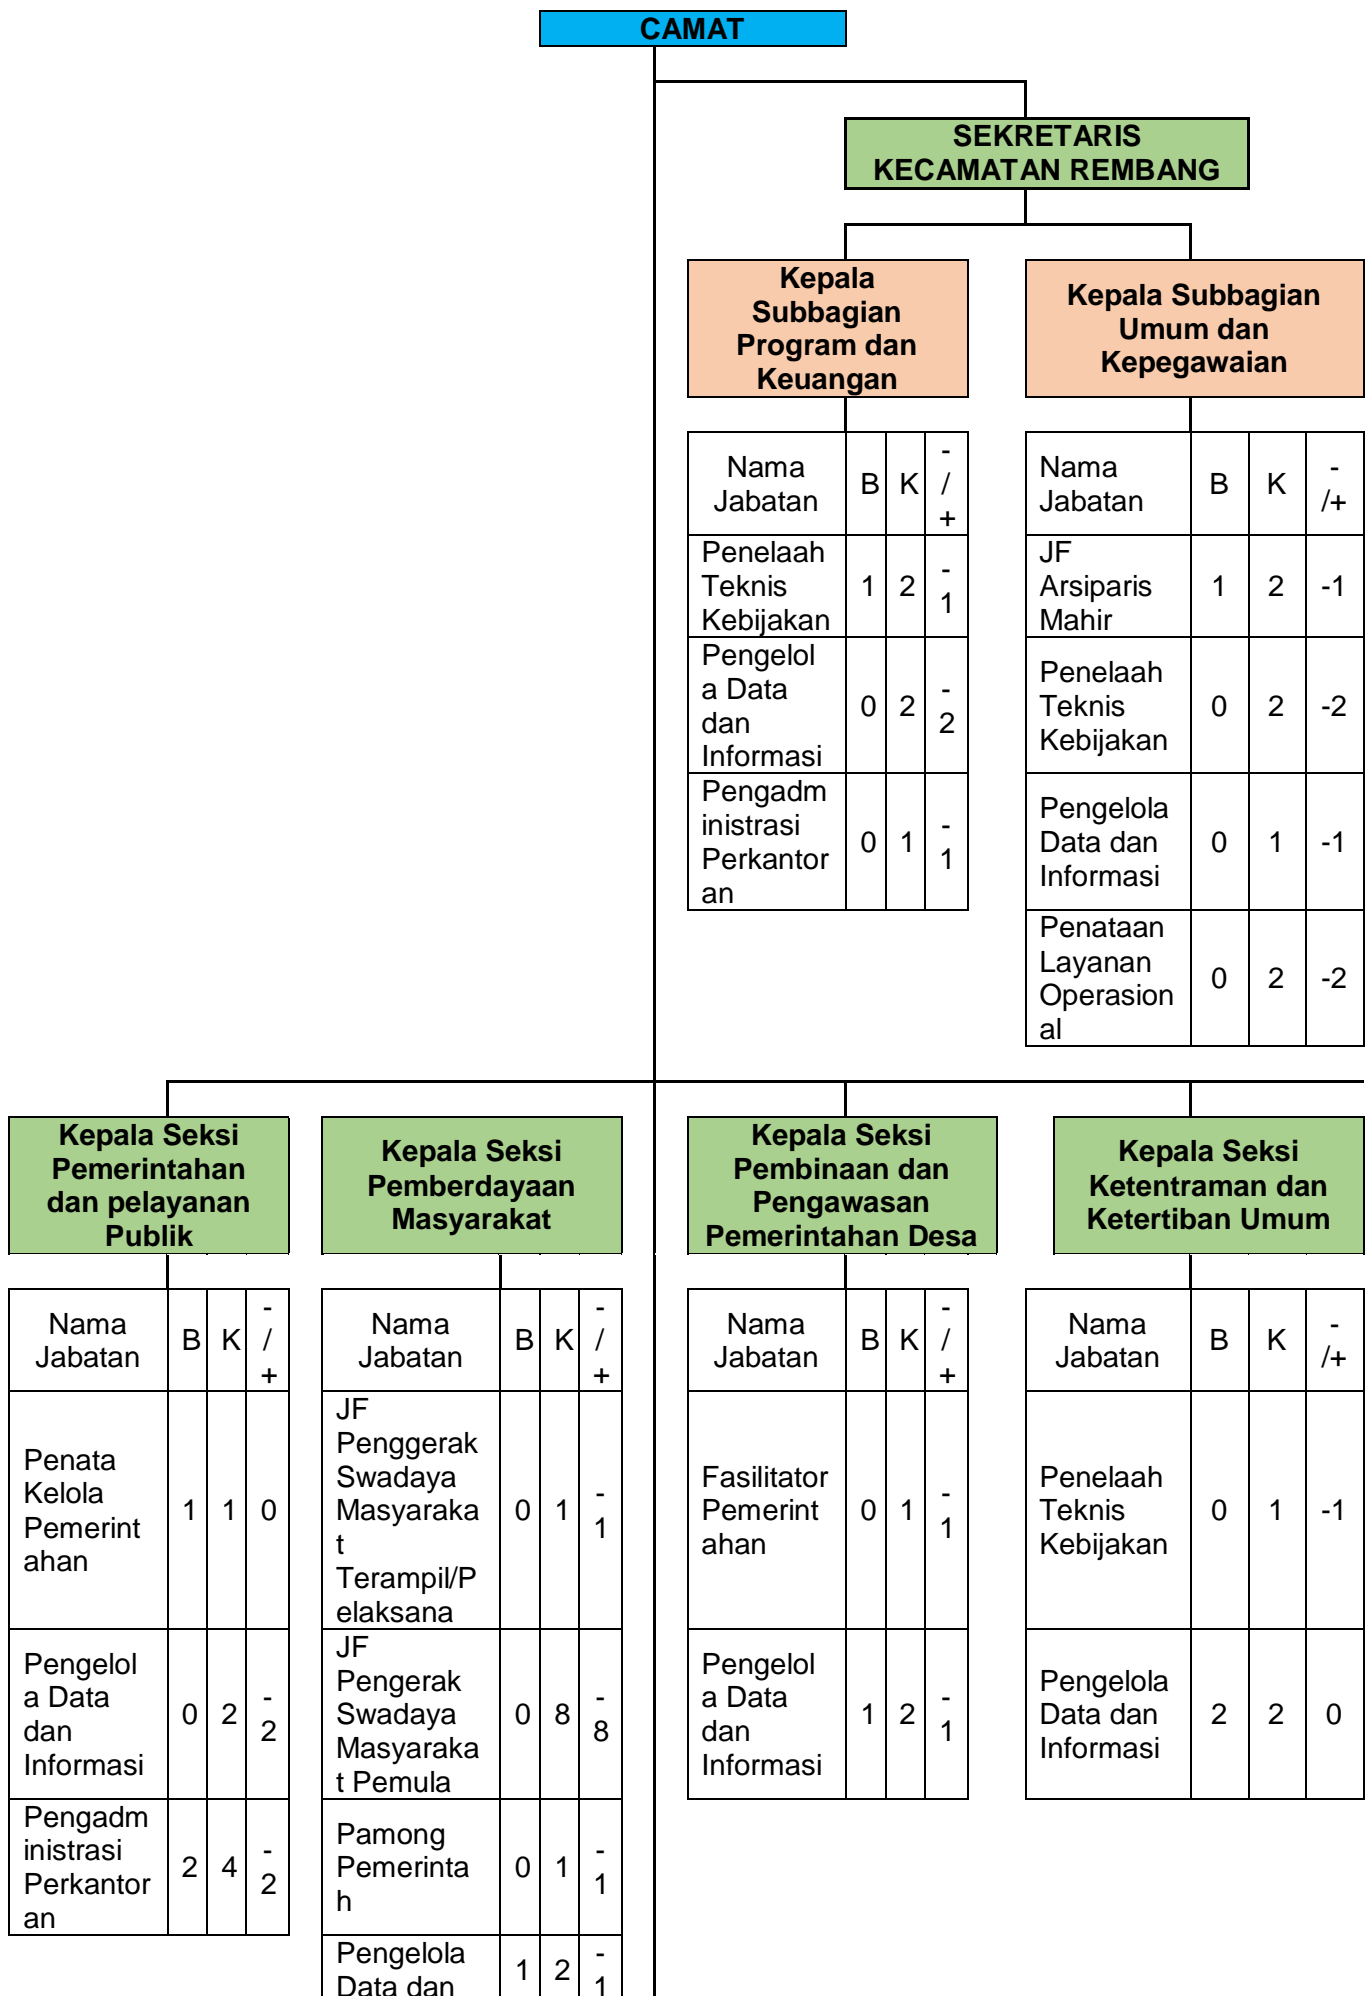 CAMAT
SEKRETARIS
KECAMATAN REMBANG
Kepala
Subbagian
Program dan
Keuangan
Kepala Subbagian
Umum dan
Kepegawaian
Nama
Jabatan
B
K
-
/
+
Penelaah
Teknis
Kebijakan
1
2
-
1
Pengelol
a Data
dan
Informasi
0
2
-
2
Pengadm
inistrasi
Perkantor
an
0
1
-
1
Nama
Jabatan
B
K
-
/+
JF
Arsiparis
Mahir
1
2
-1
Penelaah
Teknis
Kebijakan
0
2
-2
Pengelola
Data dan
Informasi
0
1
-1
Penataan
Layanan
Operasion
al
0
2
-2
Kepala Seksi
Pemerintahan
dan pelayanan
Publik
Nama
Jabatan
B
K
-
/
+
Penata
Kelola
Pemerint
ahan
1
1
0
Pengelol
a Data
dan
Informasi
0
2
-
2
Pengadm
inistrasi
Perkantor
an
2
4
-
2
Kepala Seksi
Pemberdayaan
Masyarakat
Nama
Jabatan
B
K
-
/
+
JF
Penggerak
Swadaya
Masyaraka
t
Terampil/P
elaksana
0
1
-
1
JF
Pengerak
Swadaya
Masyaraka
t Pemula
0
8
-
8
Pamong
Pemerinta
h
0
1
-
1
Pengelola
Data dan
1
2
-
1
Kepala Seksi
Pembinaan dan
Pengawasan
Pemerintahan Desa
Nama
Jabatan
B
K
-
/
+
Fasilitator
Pemerint
ahan
0
1
-
1
Pengelol
a Data
dan
Informasi
1
2
-
1
Kepala Seksi
Ketentraman dan
Ketertiban Umum
Nama
Jabatan
B
K
-
/+
Penelaah
Teknis
Kebijakan
0
1
-1
Pengelola
Data dan
Informasi
2
2
0